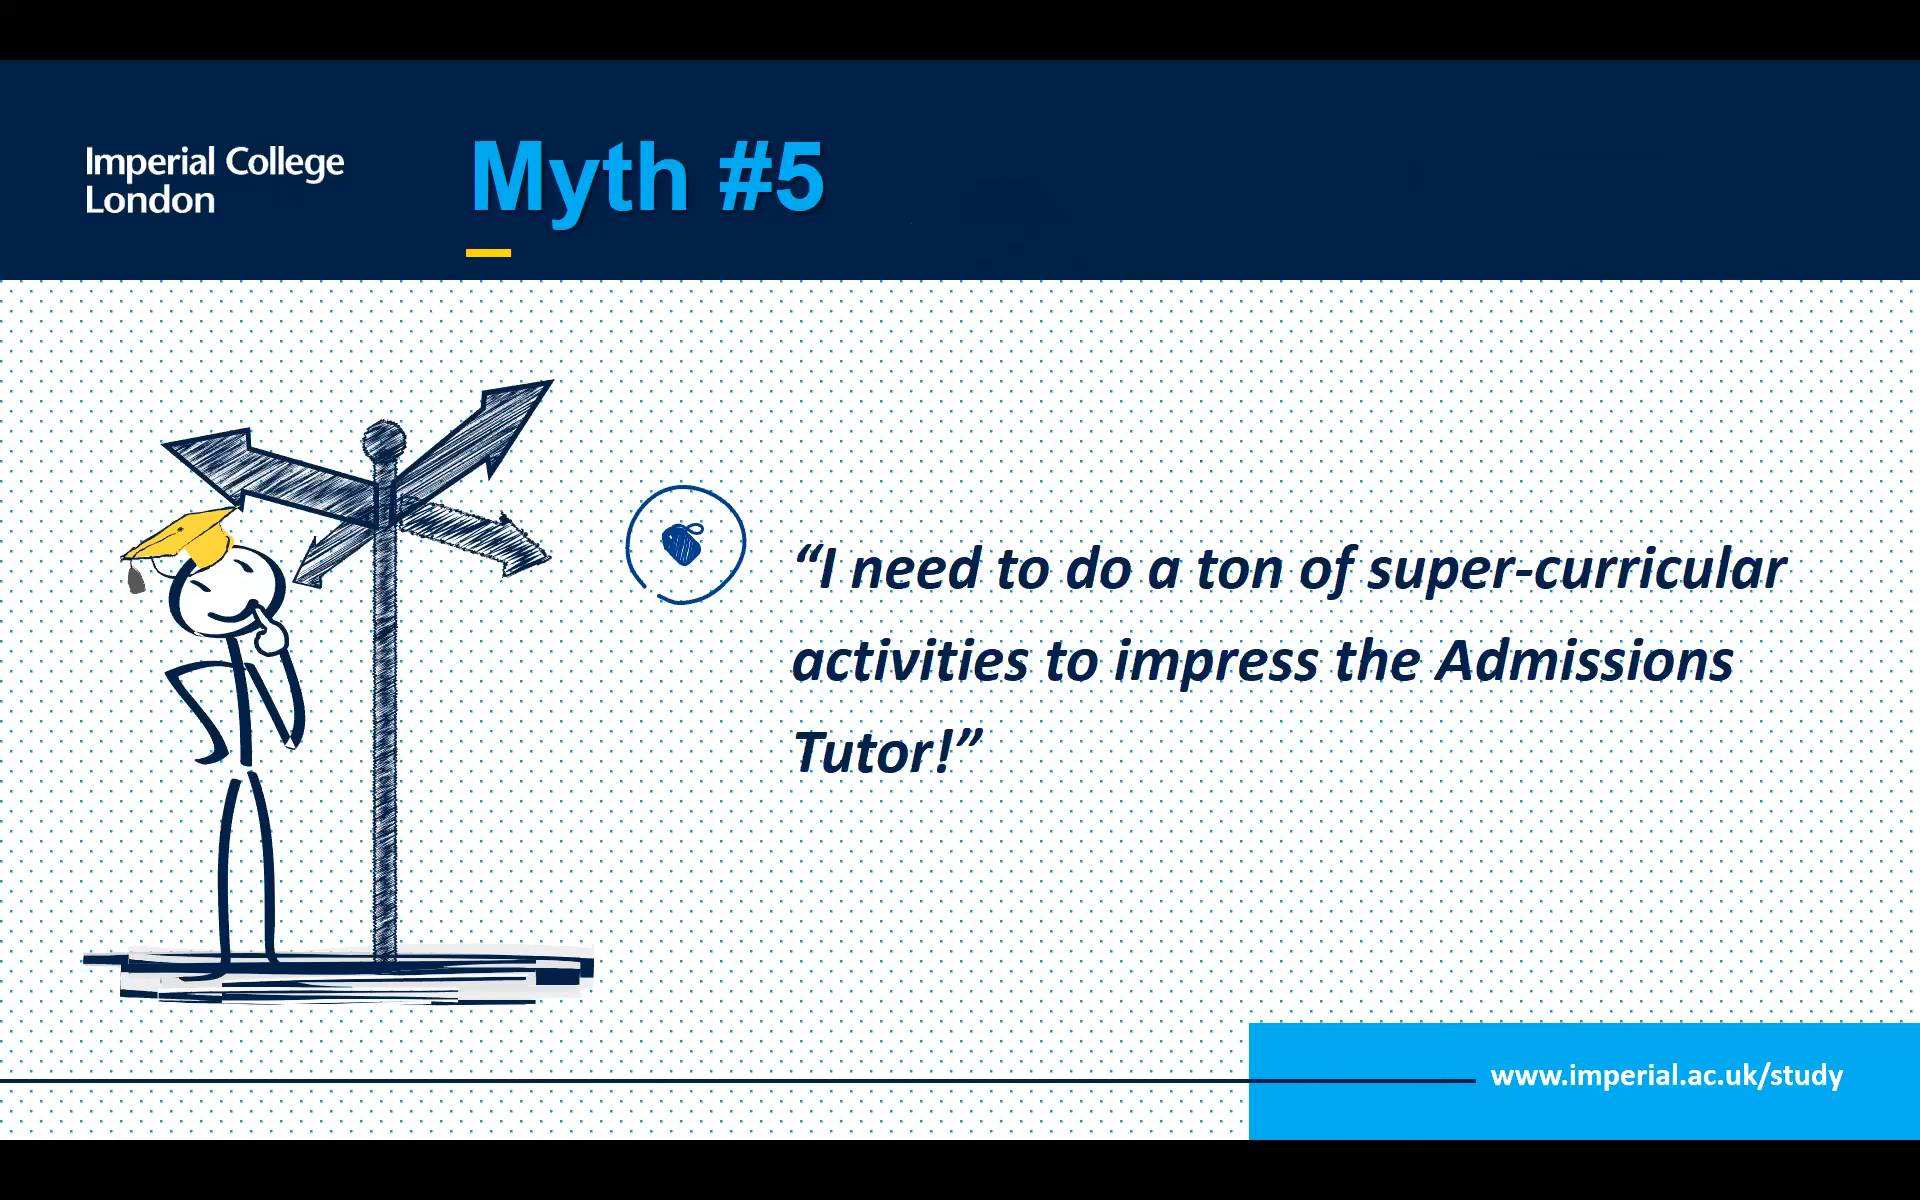 Imperial College
London
Myth #5
“I need to do a ton of super-curricular
activities to impress the Admissions
Tutor!”
www.imperial.ac.uk/study